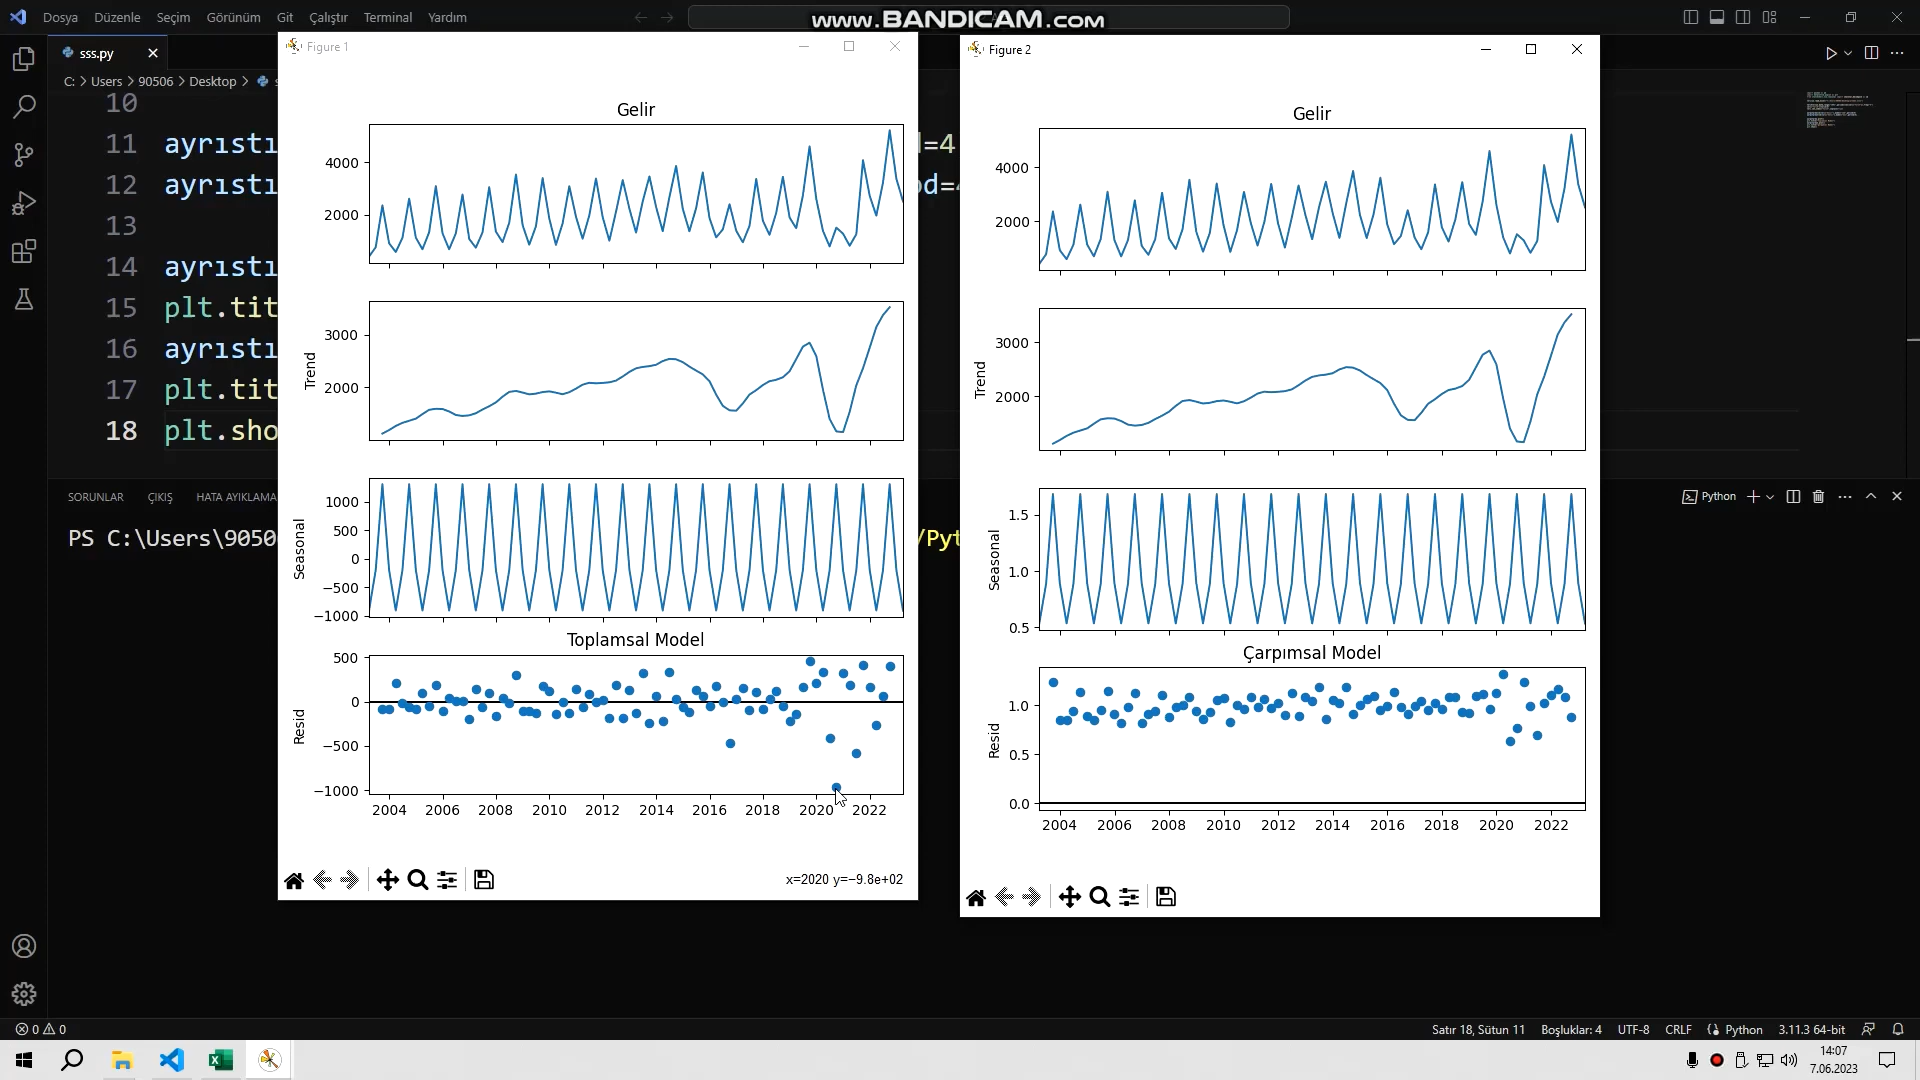 Dosya Düzenle Seçim Görünüm Git Çalıştır Terminal Yardım
www.BANDICAM.com
sss.py
C: > Users > 90506 > Desktop >
Figure 1
Gelir
4000
2000
Trend
3000
2000
Seasonal
1000
500
0
−500
−1000
Toplamsal Model
Resid
500
0
−500
−1000
2004 2006 2008 2010 2012 2014 2016 2018 2020 2022
x=2020 y=−9.8e+02
Figure 2
Gelir
4000
2000
Trend
3000
2000
Seasonal
1.5
1.0
0.5
Çarpımsal Model
Resid
1.0
0.5
0.0
2004 2006 2008 2010 2012 2014 2016 2018 2020 2022
10
11 ayrıstı =4
12 ayrıstı od=4
13
14 ayrıstı
15 plt.tit
16 ayrıstı
17 plt.tit
18 plt.sho
SORUNLAR ÇIKIŞ HATA AYIKLAMA
Python
PS C:\Users\9050 /Pyt
0 0
Satır 18, Sütun 11 Boşluklar: 4 UTF-8 CRLF Python 3.11.3 64-bit
14:07
7.06.2023